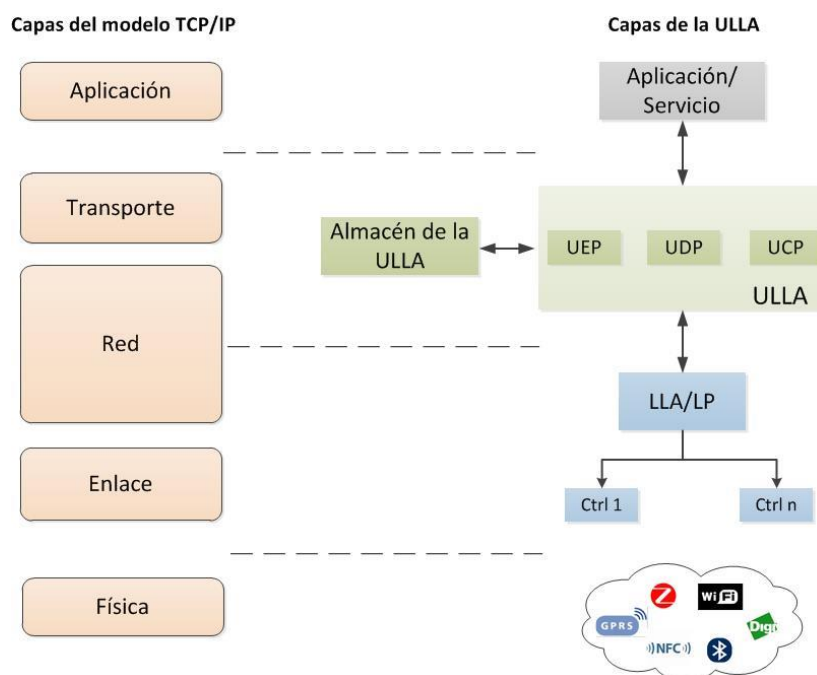 Capas del modelo TCP/IP
Capas de la ULLA
Aplicación
Aplicación/
Servicio
Transporte
Almacén de la
ULLA
UEP
UDP
UCP
ULLA
Red
LLA/LP
Enlace
Ctrl 1
Ctrl n
Física
Z
WiFi
GPRS
Digi
NFC